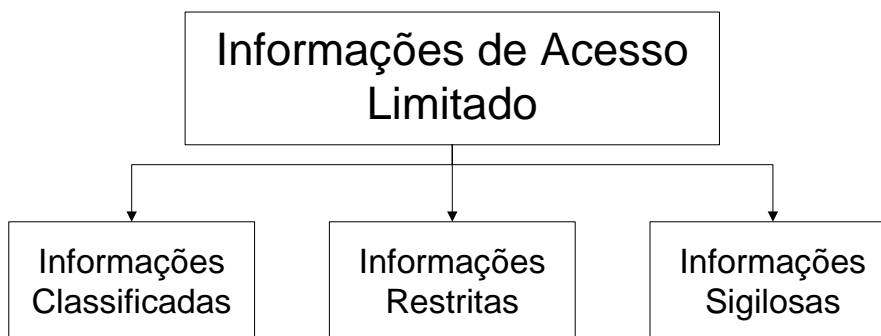 Informações de Acesso
Limitado
Informações
Classificadas
Informações
Restritas
Informações
Sigilosas